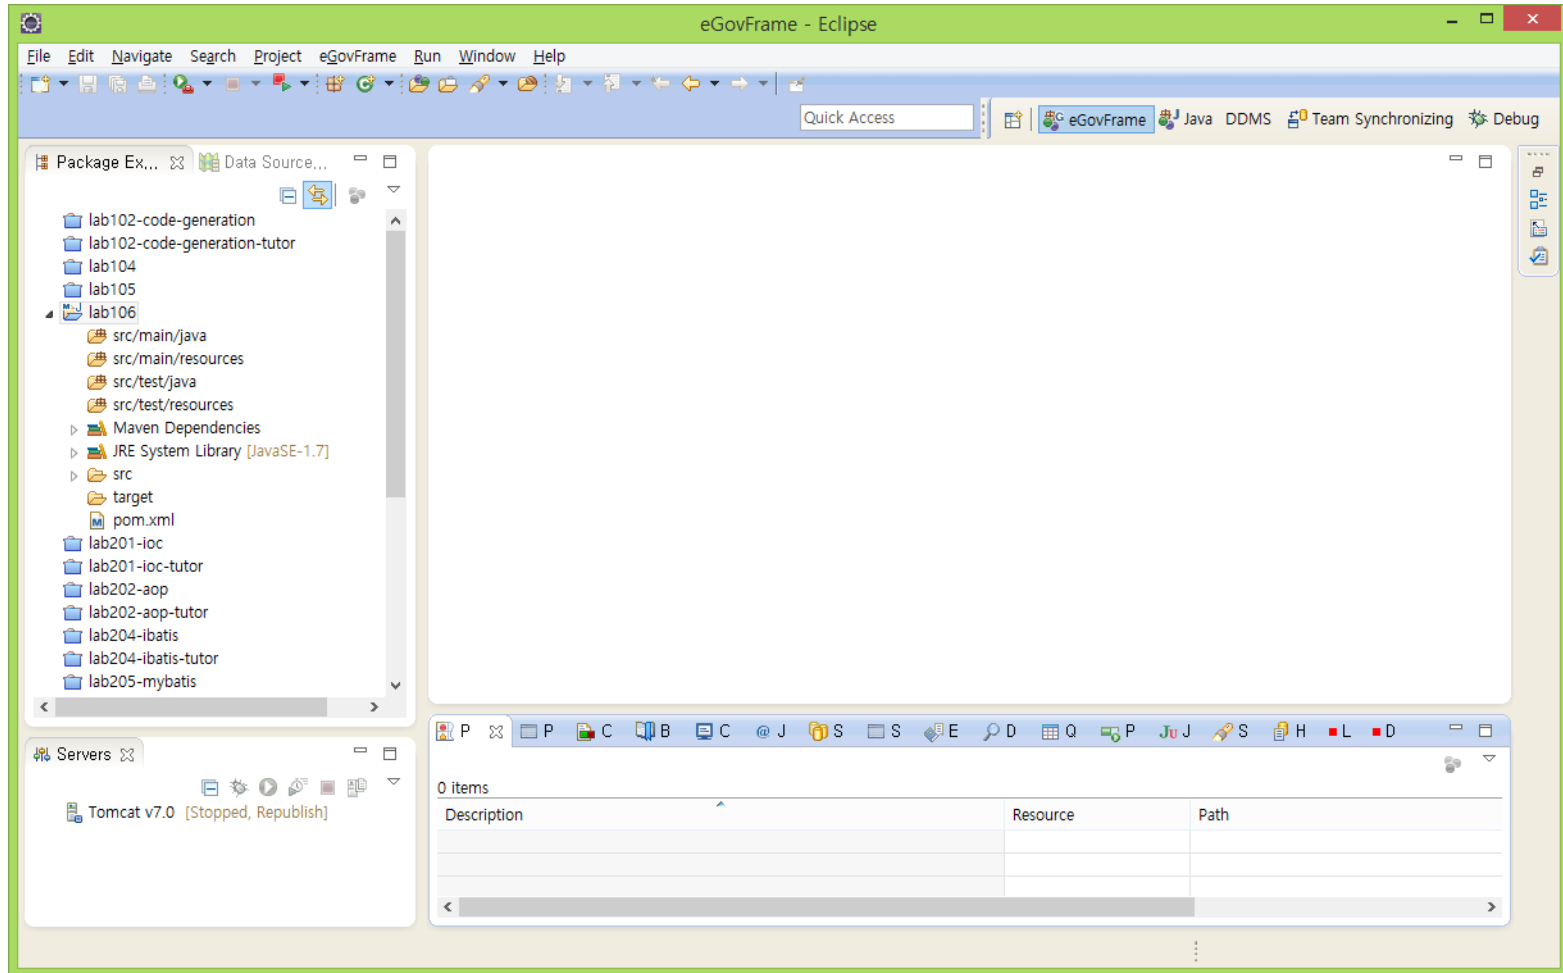 eGovFrame - Eclipse
File Edit Navigate Search Project eGovFrame Run Window Help
Quick Access eGovFrame Java DDMS Team Synchronizing Debug
Package Ex... Data Source...
lab102-code-generation
lab102-code-generation-tutor
lab104
lab105
lab106
src/main/java
src/main/resources
src/test/java
src/test/resources
Maven Dependencies
JRE System Library [JavaSE-1.7]
src
target
pom.xml
lab201-ioc
lab201-ioc-tutor
lab202-aop
lab202-aop-tutor
lab204-ibatis
lab204-ibatis-tutor
lab205-mybatis
Servers
Tomcat v7.0 [Stopped, Republish]
P P C B C @ J S S E D Q P Ju J S H L D
0 items
Description Resource Path